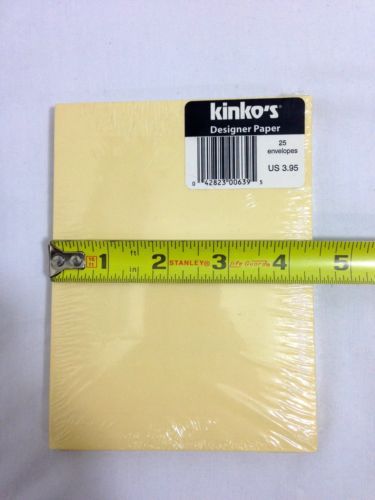 kinko's®
Designer Paper
25
envelopes
US 3.95
0 42823 00639 5
ft 1 2 STANLEY® 3 Life Guard 4 5